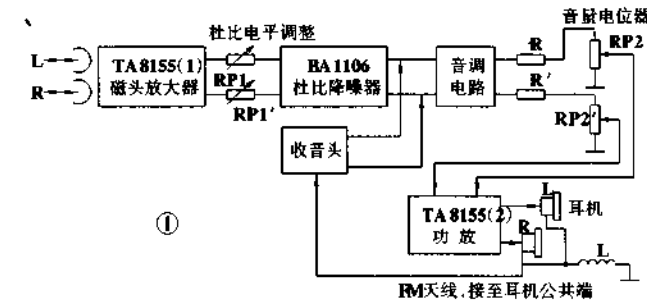 音量电位器
杜比电平调整
L
TA8155(1)
磁头放大器
R
RP1
RP1'
BA1106
杜比降噪器
音调
电路
R
R'
RP2
RP2'
收音头
①
TA8155(2)
功放
L
耳机
R
L
FM天线，接至耳机公共端